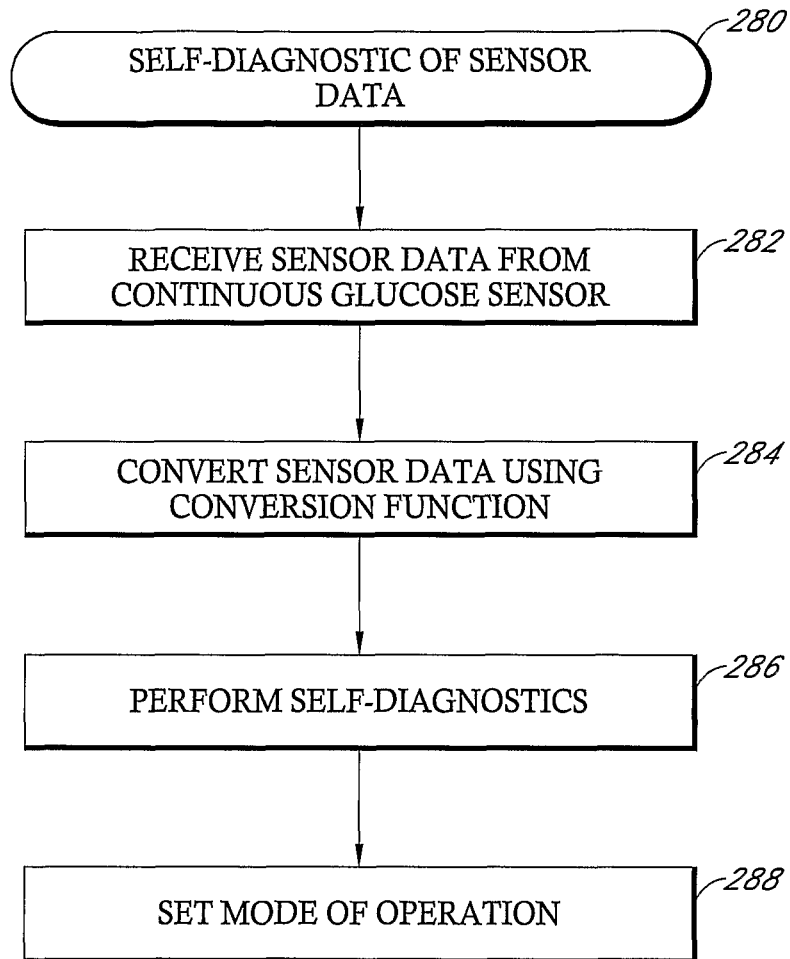 280
SELF-DIAGNOSTIC OF SENSOR
DATA
282
RECEIVE SENSOR DATA FROM
CONTINUOUS GLUCOSE SENSOR
284
CONVERT SENSOR DATA USING
CONVERSION FUNCTION
286
PERFORM SELF-DIAGNOSTICS
288
SET MODE OF OPERATION